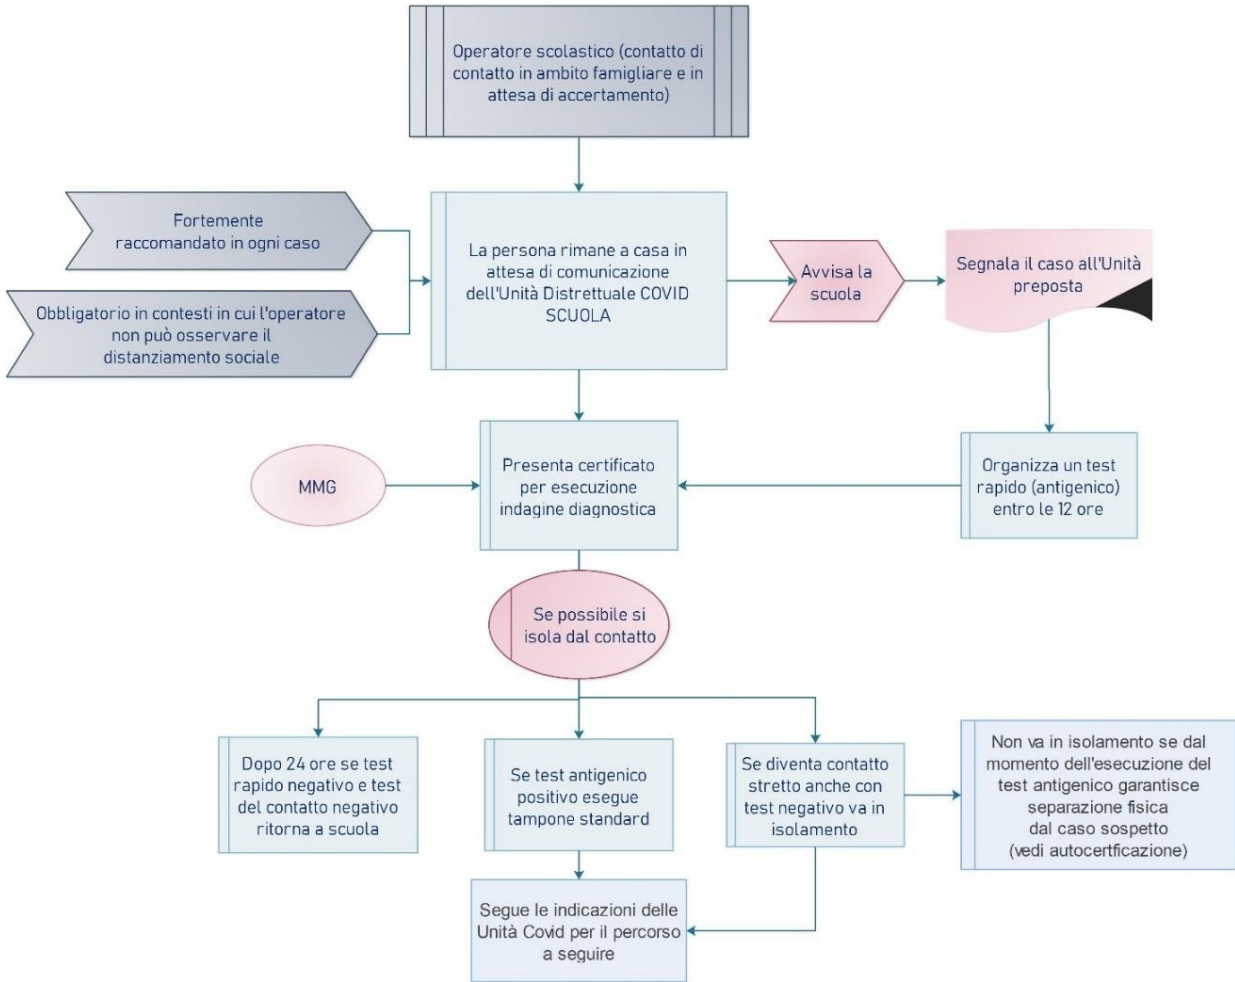 Operatore scolastico (contatto di
contatto in ambito famigliare e in
attesa di accertamento)
Fortemente
raccomandato in ogni caso
Obbligatorio in contesti in cui l'operatore
non può osservare il
distanziamento sociale
La persona rimane a casa in
attesa di comunicazione
dell'Unità Distrettuale COVID
SCUOLA
Avvisa la
scuola
Segnala il caso all'Unità
preposta
MMG
Presenta certificato
per esecuzione
indagine diagnostica
Organizza un test
rapido (antigenico)
entro le 12 ore
Se possibile si
isola dal contatto
Dopo 24 ore se test
rapido negativo e test
del contatto negativo
ritorna a scuola
Se test antigenico
positivo esegue
tampone standard
Se diventa contatto
stretto anche con
test negativo va in
isolamento
Non va in isolamento se dal
momento dell'esecuzione del
test antigenico garantisce
separazione fisica
dal caso sospetto
(vedi autocertficazione)
Segue le indicazioni delle
Unità Covid per il percorso
a seguire